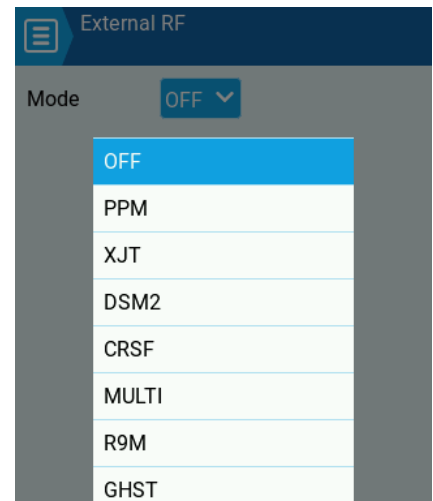 External RF
Mode OFF
OFF
PPM
XJT
DSM2
CRSF
MULTI
R9M
GHST